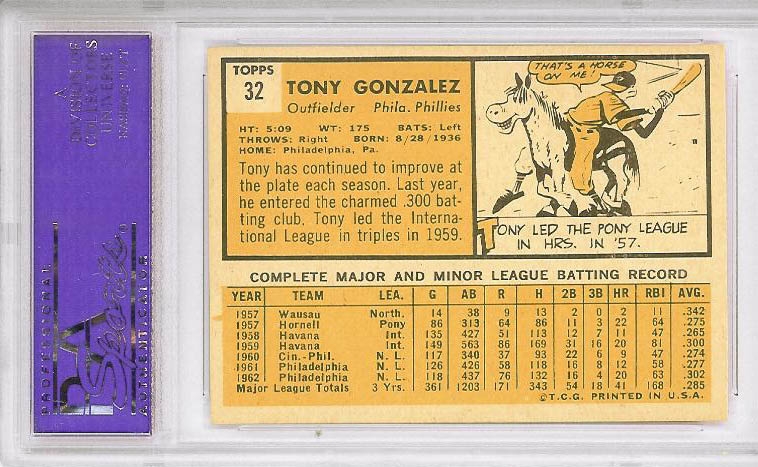 PROFESSIONAL
PSA
Sports
AUTHENTICATOR
A
DIVISION OF
COLLECTORS
UNIVERSE
TOPPS
32
TONY GONZALEZ
Outfielder Phila. Phillies
HT: 5:09 WT: 175 BATS: Left
THROWS: Right BORN: 8/28/1936
HOME: Philadelphia, Pa.
Tony has continued to improve at
the plate each season. Last year,
he entered the charmed .300 bat-
ting club. Tony led the Interna-
tional League in triples in 1959.
THAT'S A HORSE
ON ME!
TONY LED THE PONY LEAGUE
IN HRS. IN '57.
COMPLETE MAJOR AND MINOR LEAGUE BATTING RECORD
YEAR TEAM LEA. G AB R H 2B 3B HR RBI AVG.
1957 Wausau North. 14 38 9 13 2 0 2 11 .342
1957 Hornell Pony 86 313 64 86 11 3 22 64 .275
1958 Havana Int. 135 427 51 113 12 7 11 47 .265
1959 Havana Int. 149 563 86 169 31 16 20 81 .300
1960 Cin.-Phil. N. L. 117 340 37 93 22 6 9 47 .274
1961 Philadelphia N. L. 126 426 58 118 16 8 12 58 .277
1962 Philadelphia N. L. 118 437 76 132 16 4 20 63 .302
Major League Totals 3 Yrs. 361 1203 171 343 54 18 41 168 .285
©T.C.G. PRINTED IN U.S.A.